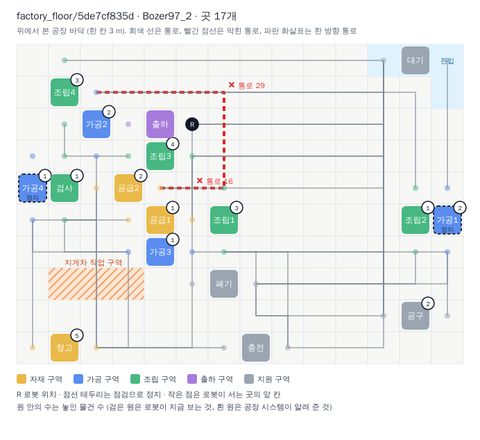 factory_floor/5de7cf835d · Bozer97_2 · 곳 17개
위에서 본 공장 바닥 (한 칸 3 m). 회색 선은 통로, 빨간 점선은 막힌 통로, 파란 화살표는 한 방향 통로
대기
진입
3
조립4
✕ 통로 29
2
가공2
출하
R
4
조립3
✕ 통로 16
1
가공4
정지
1
검사
2
공급2
1
공급1
3
조립1
1
조립2
2
가공1
정지
1
가공3
지게차 작업 구역
폐기
2
공구
5
창고
충전
자재 구역
가공 구역
조립 구역
출하 구역
지원 구역
R 로봇 위치 · 점선 테두리는 점검으로 정지 · 작은 점은 로봇이 서는 곳의 앞 칸
원 안의 수는 놓인 물건 수 (검은 원은 로봇이 지금 보는 것, 흰 원은 공장 시스템이 알려 준 것)